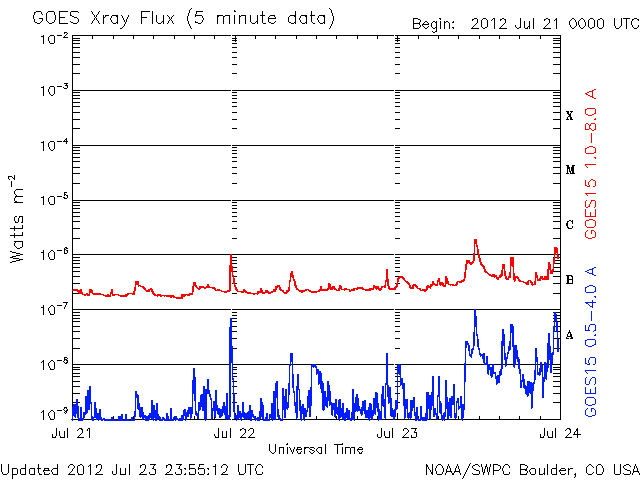 GOES Xray Flux (5 minute data)
Begin: 2012 Jul 21 0000 UTC
10⁻²
10⁻³
10⁻⁴
10⁻⁵
10⁻⁶
10⁻⁷
10⁻⁸
10⁻⁹
Watts m⁻²
X
M
C
B
A
GOES15 1.0-8.0 A
GOES15 0.5-4.0 A
Jul 21
Jul 22
Jul 23
Jul 24
Universal Time
Updated 2012 Jul 23 23:55:12 UTC
NOAA/SWPC Boulder, CO USA